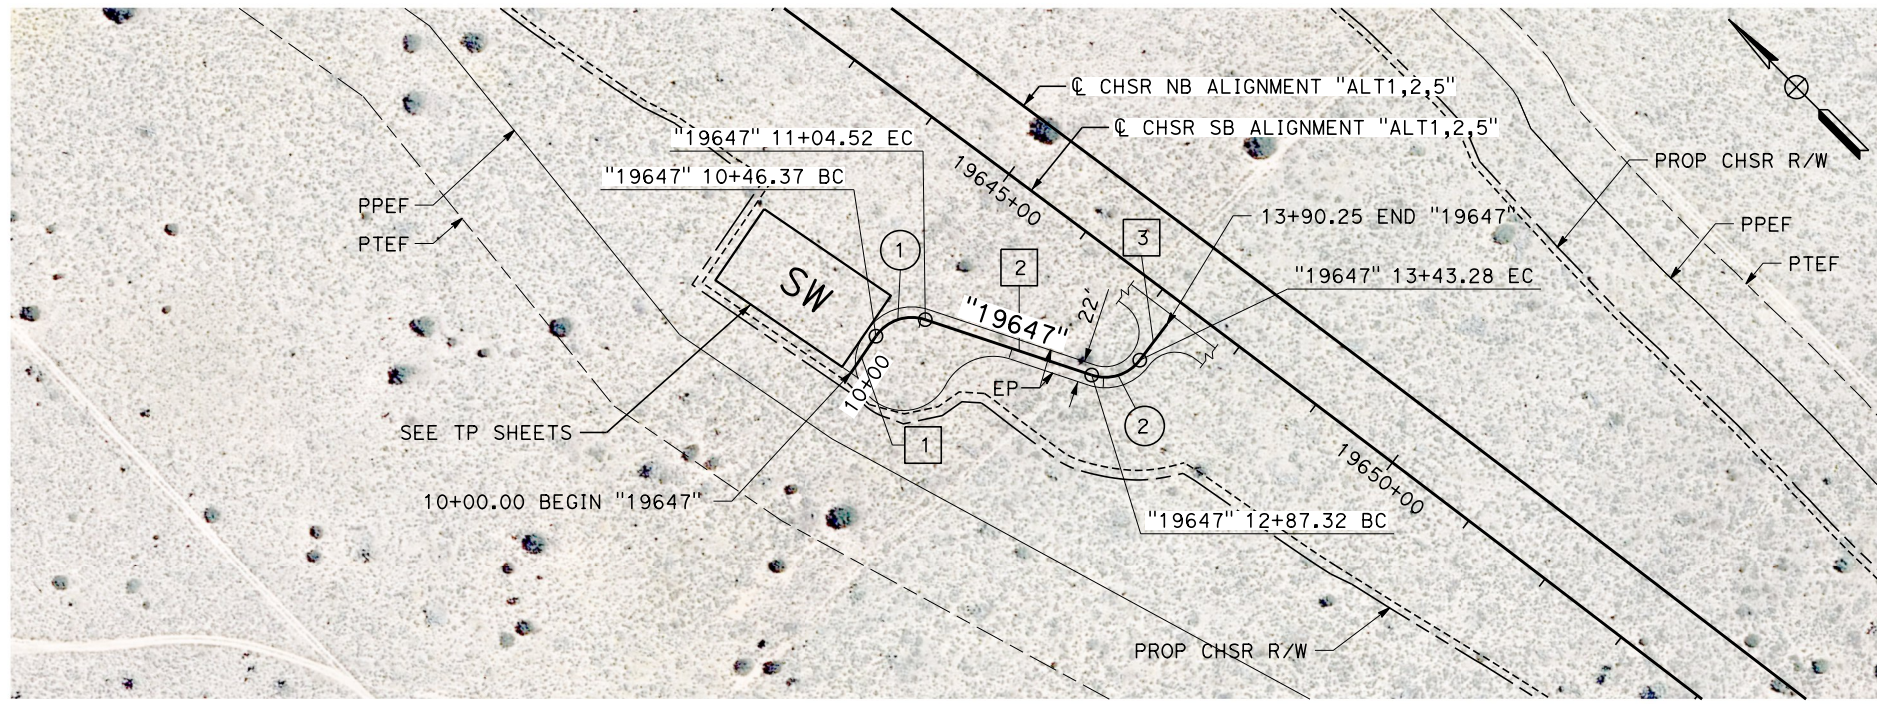 ℄ CHSR NB ALIGNMENT "ALT1,2,5"
℄ CHSR SB ALIGNMENT "ALT1,2,5"
"19647" 11+04.52 EC
"19647" 10+46.37 BC
19645+00
PROP CHSR R/W
PPEF
PTEF
13+90.25 END "19647"
PPEF
PTEF
1
3
2
"19647" 13+43.28 EC
SW
"19647"
22'
EP
10+00
SEE TP SHEETS
1
2
19650+00
10+00.00 BEGIN "19647"
"19647" 12+87.32 BC
PROP CHSR R/W